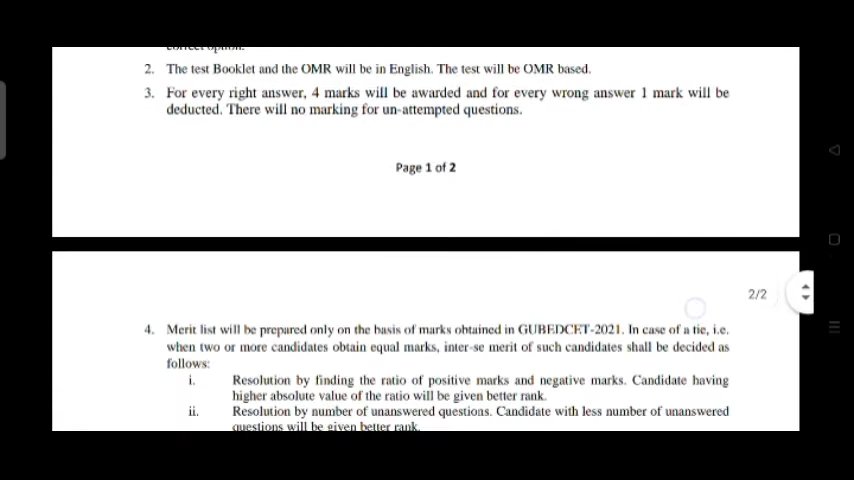 correct option.
2. The test Booklet and the OMR will be in English. The test will be OMR based.
3. For every right answer, 4 marks will be awarded and for every wrong answer 1 mark will be
deducted. There will no marking for un-attempted questions.
Page 1 of 2
2/2
4. Merit list will be prepared only on the basis of marks obtained in GUBEDCET-2021. In case of a tie, i.e.
when two or more candidates obtain equal marks, inter-se merit of such candidates shall be decided as
follows:
i. Resolution by finding the ratio of positive marks and negative marks. Candidate having
higher absolute value of the ratio will be given better rank.
ii. Resolution by number of unanswered questions. Candidate with less number of unanswered
questions will be given better rank.